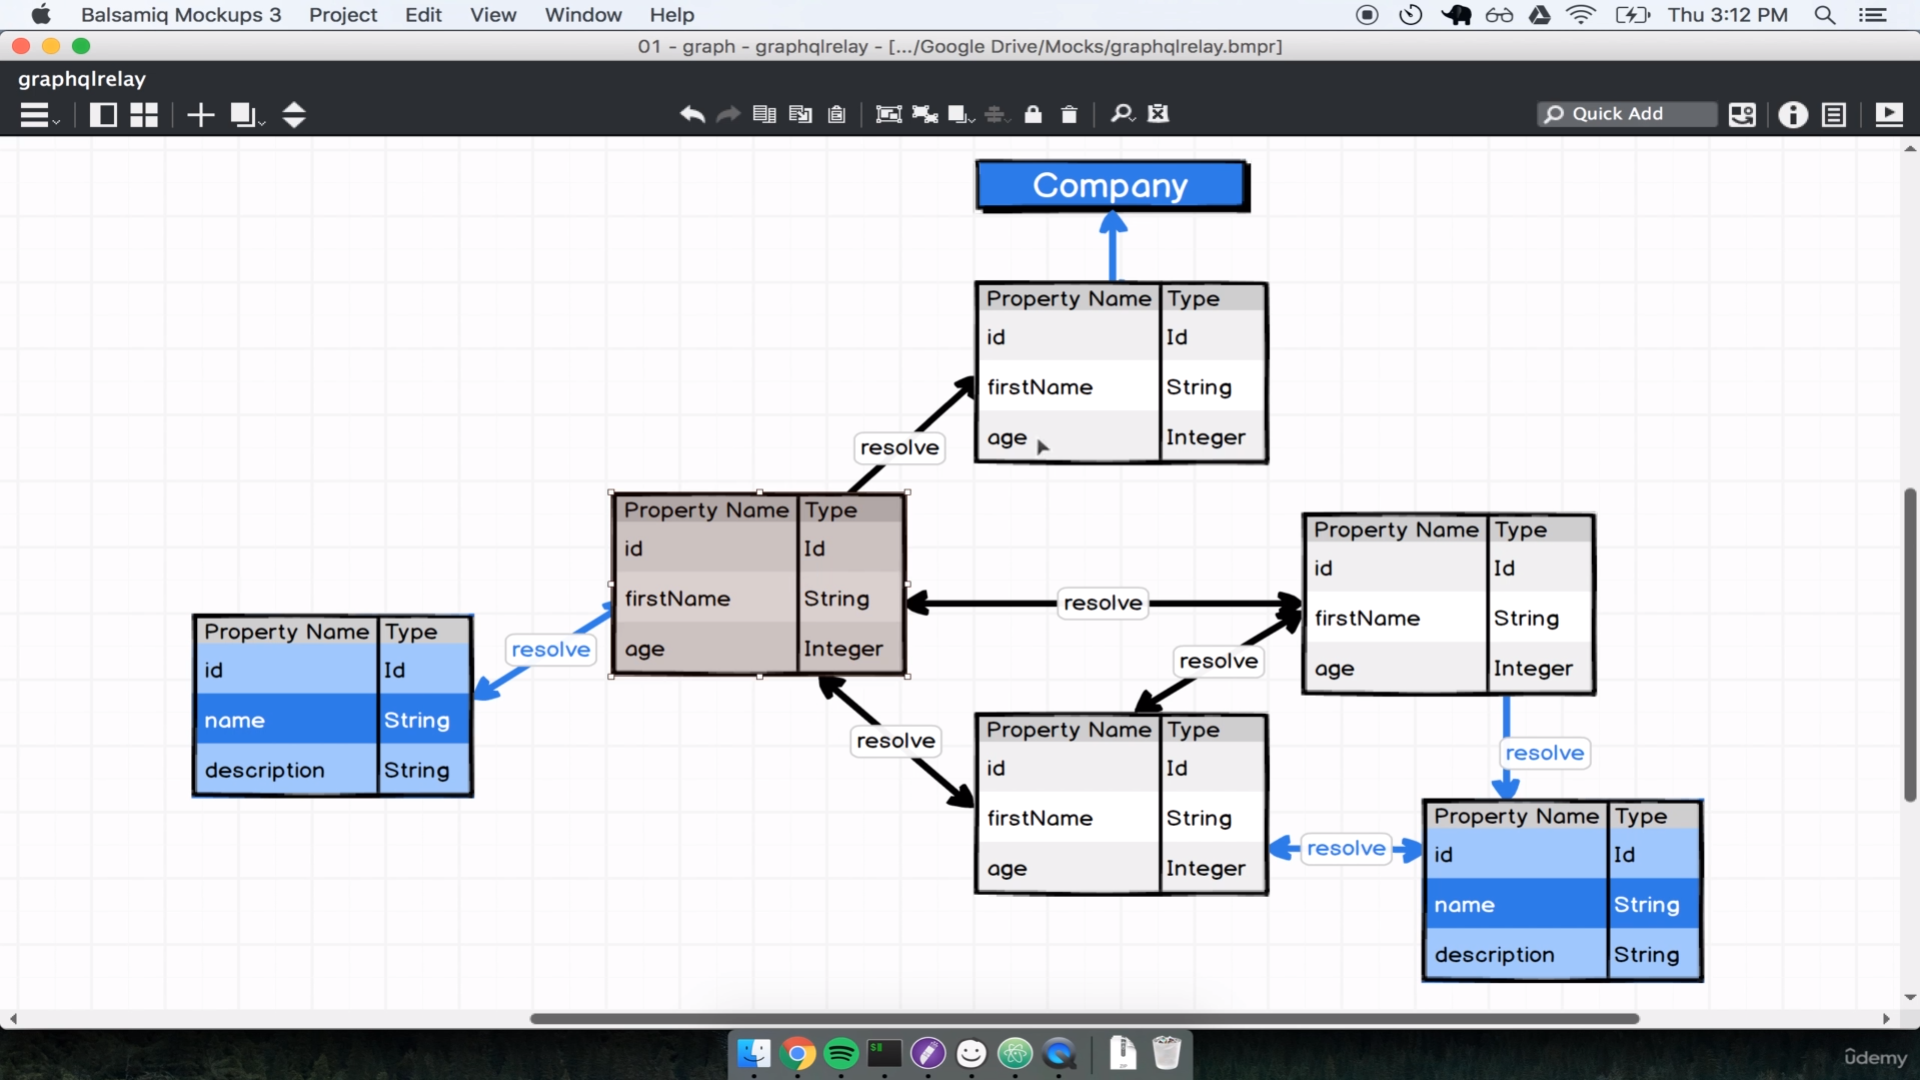 Balsamiq Mockups 3 Project Edit View Window Help Thu 3:12 PM
01 - graph - graphqlrelay - [.../Google Drive/Mocks/graphqlrelay.bmpr]
graphqlrelay
Quick Add
Company
Property Name Type
id Id
firstName String
age Integer
resolve
Property Name Type
id Id
firstName String
age Integer
resolve
Property Name Type
id Id
firstName String
age Integer
resolve
Property Name Type
id Id
name String
description String
resolve
resolve
Property Name Type
id Id
firstName String
age Integer
resolve
resolve
Property Name Type
id Id
name String
description String
ûdemy